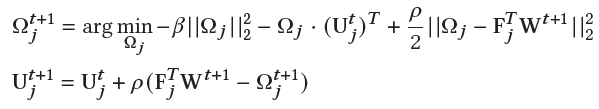 Ω_j^{t+1} = arg min_{Ω_j} −β||Ω_j||_2^2 − Ω_j · (U_j^t)^T + ρ/2 ||Ω_j − F_j^T W^{t+1}||_2^2
U_j^{t+1} = U_j^t + ρ(F_j^T W^{t+1} − Ω_j^{t+1})